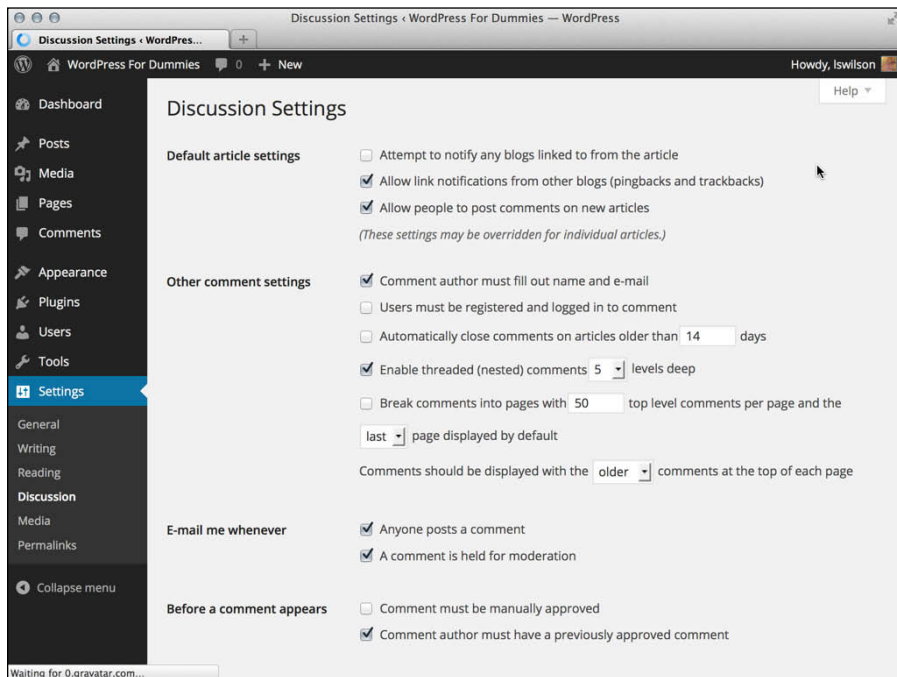 Discussion Settings ‹ WordPress For Dummies — WordPress
Discussion Settings ‹ WordPres...
WordPress For Dummies 0 + New
Howdy, lswilson
Help
Dashboard
Posts
Media
Pages
Comments
Appearance
Plugins
Users
Tools
Settings
General
Writing
Reading
Discussion
Media
Permalinks
Collapse menu
Discussion Settings
Default article settings
Attempt to notify any blogs linked to from the article
Allow link notifications from other blogs (pingbacks and trackbacks)
Allow people to post comments on new articles
(These settings may be overridden for individual articles.)
Other comment settings
Comment author must fill out name and e-mail
Users must be registered and logged in to comment
Automatically close comments on articles older than 14 days
Enable threaded (nested) comments 5 levels deep
Break comments into pages with 50 top level comments per page and the
last page displayed by default
Comments should be displayed with the older comments at the top of each page
E-mail me whenever
Anyone posts a comment
A comment is held for moderation
Before a comment appears
Comment must be manually approved
Comment author must have a previously approved comment
Waiting for 0.gravatar.com...